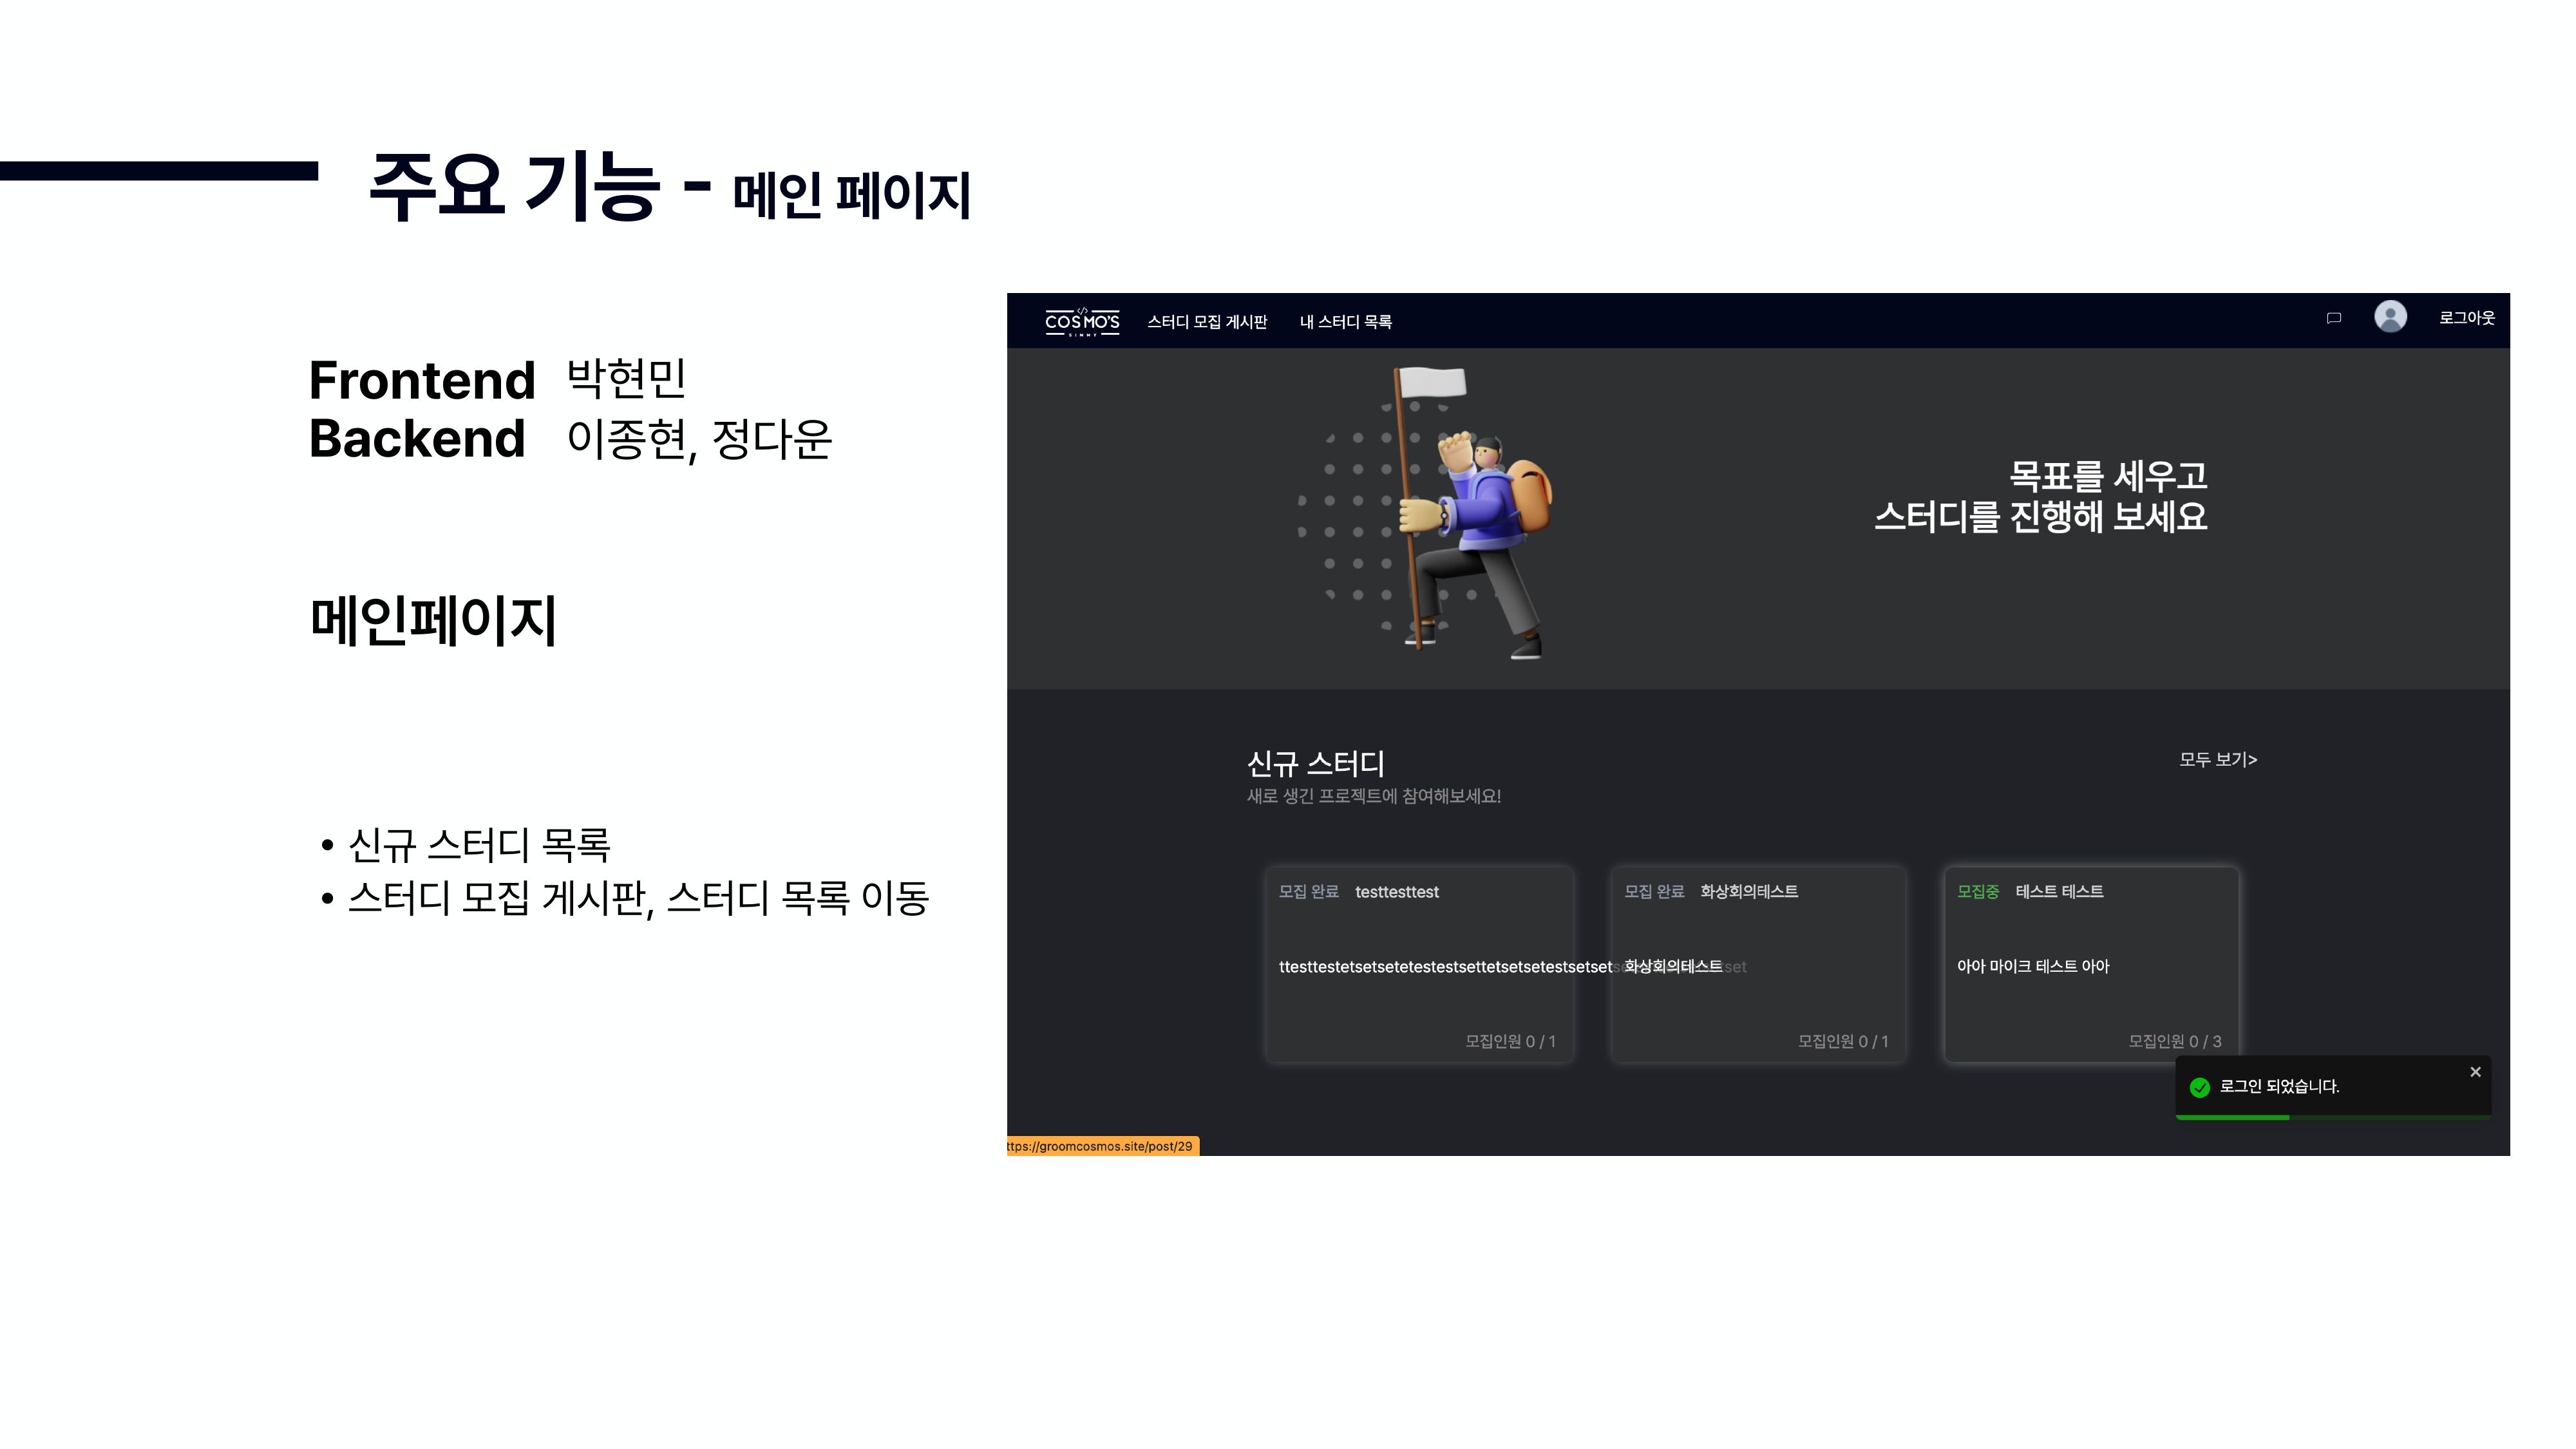 주요 기능 - 메인 페이지
Frontend 박현민
Backend 이종현, 정다운
메인페이지
• 신규 스터디 목록
• 스터디 모집 게시판, 스터디 목록 이동
COSMO'S
SIMMY
스터디 모집 게시판 내 스터디 목록 로그아웃
목표를 세우고
스터디를 진행해 보세요
신규 스터디 모두 보기>
새로 생긴 프로젝트에 참여해보세요!
모집 완료 testtesttest
모집 완료 화상회의테스트
모집중 테스트 테스트
화상회의테스트
아아 마이크 테스트 아아
모집인원 0 / 1
모집인원 0 / 1
모집인원 0 / 3
로그인 되었습니다.
ttps://groomcosmos.site/post/29